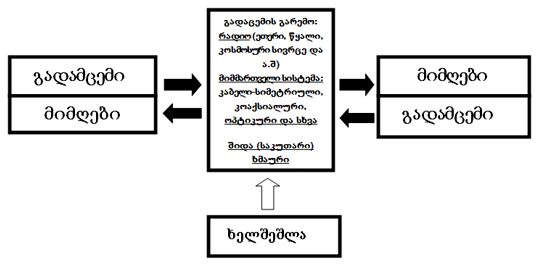 გადამცემი
მიმღები
გადაცემის გარემო:
რადიო (ეთერი, წყალი,
კოსმოსური სივრცე და
ა.შ)
მიმმართველი სისტემა:
კაბელი-სიმეტრიული,
კოაქსიალური,
ოპტიკური და სხვა
შიდა (საკუთარი)
ხმაური
მიმღები
გადამცემი
ხელშეშლა